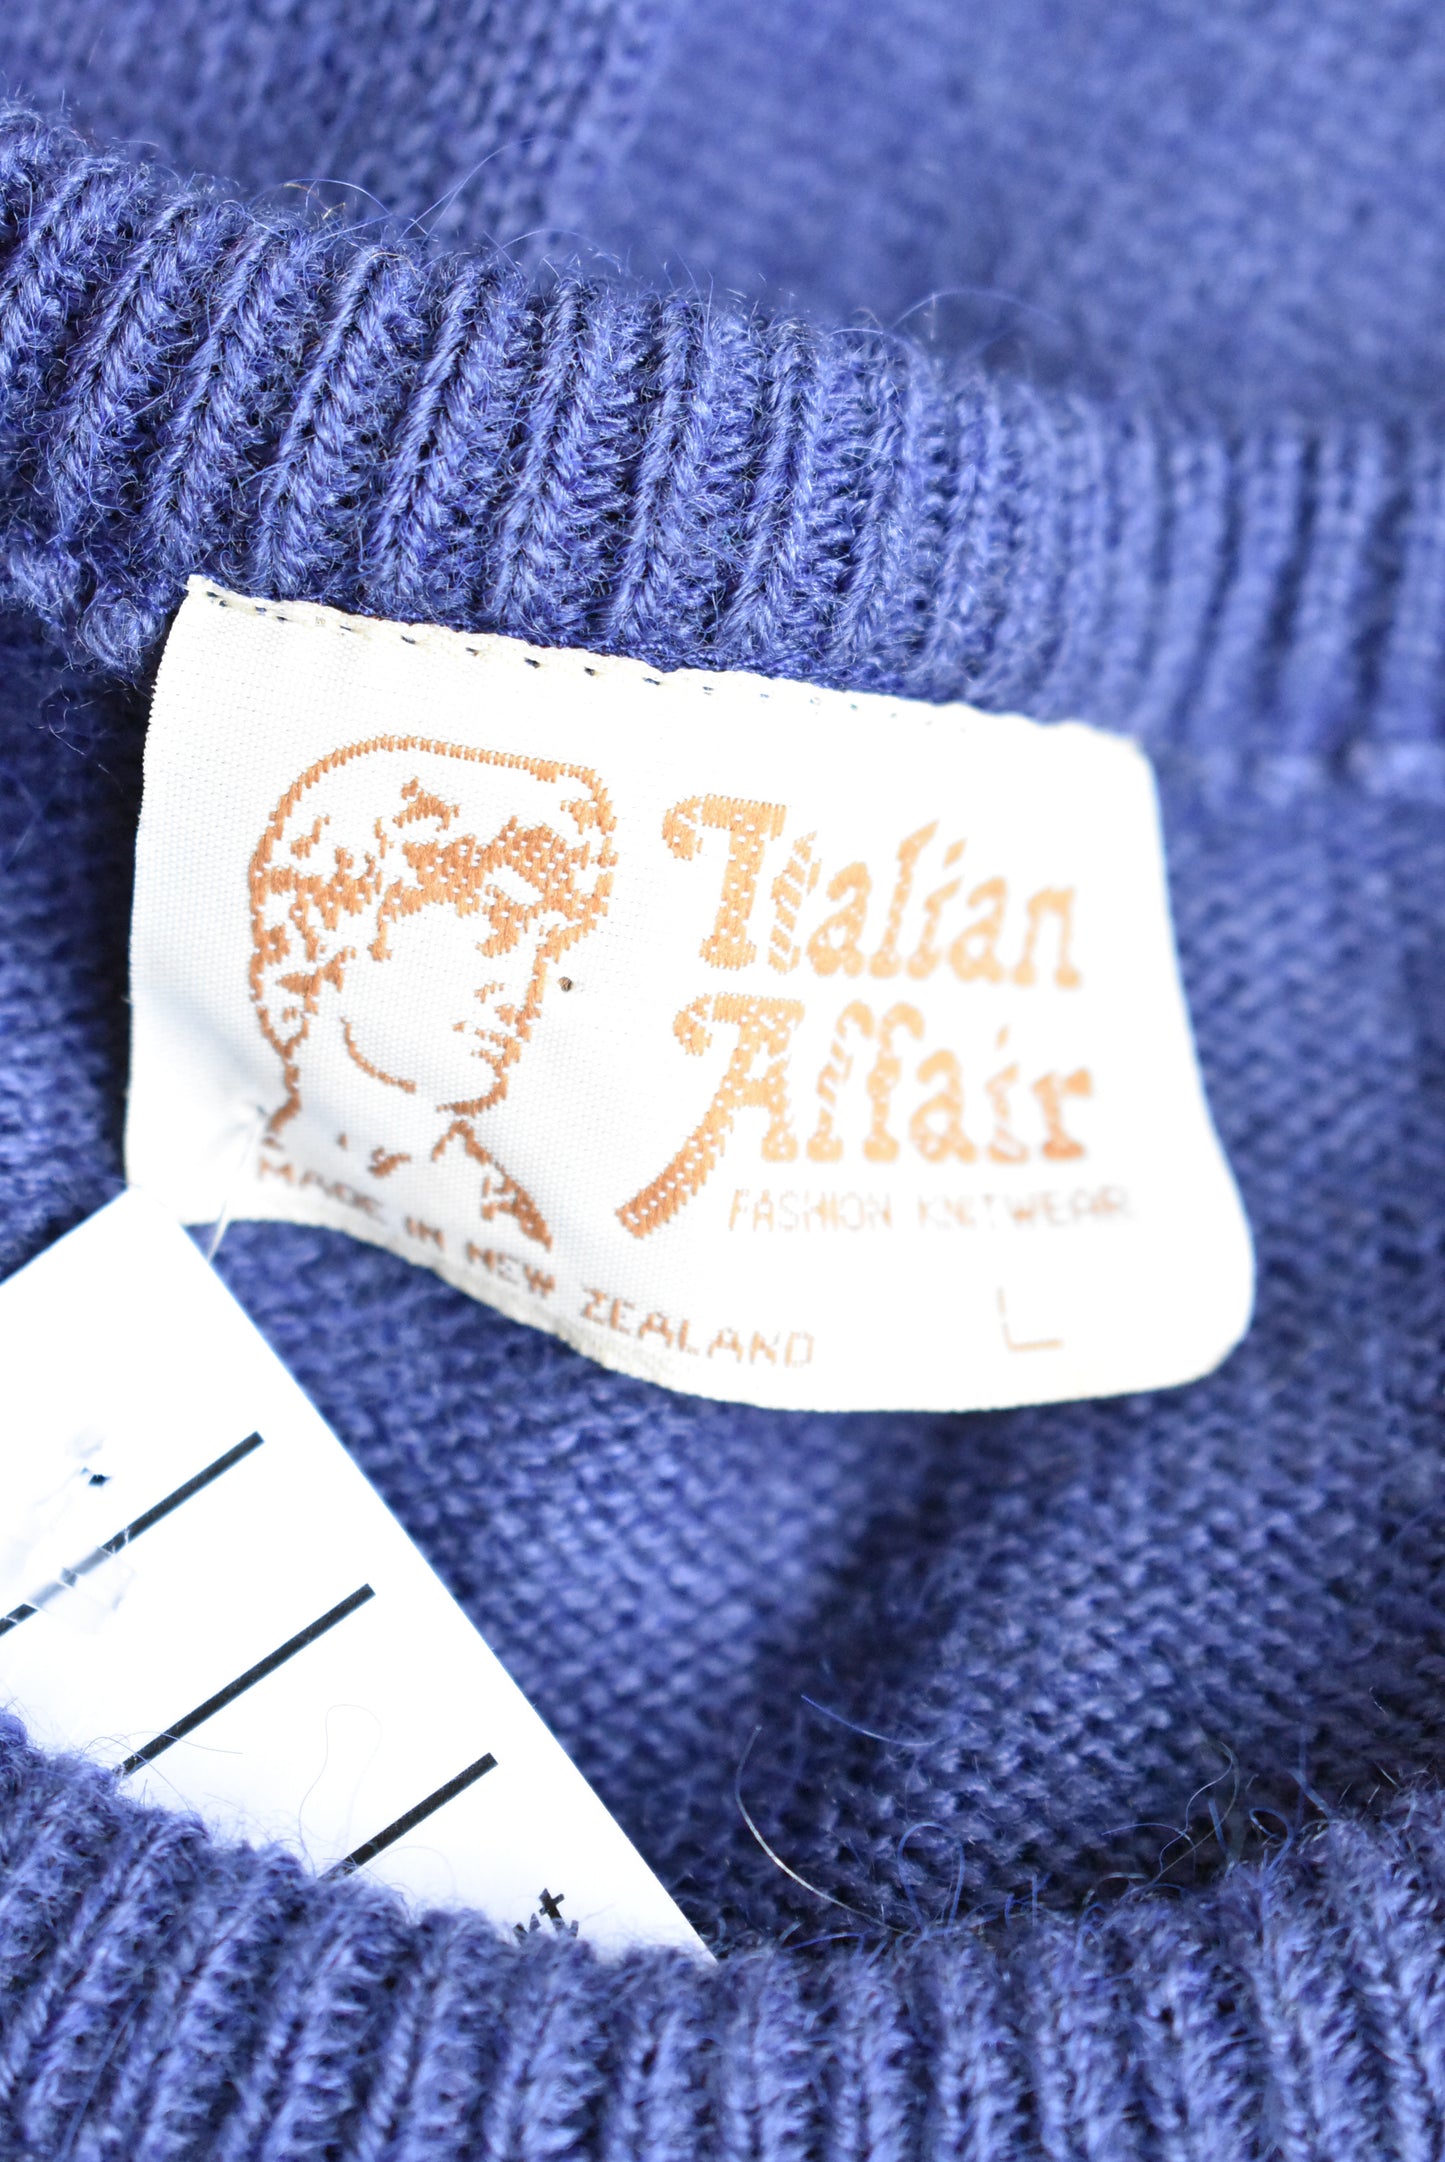 Italian
Affair
FASHION KNITWEAR
MADE IN NEW ZEALAND
L